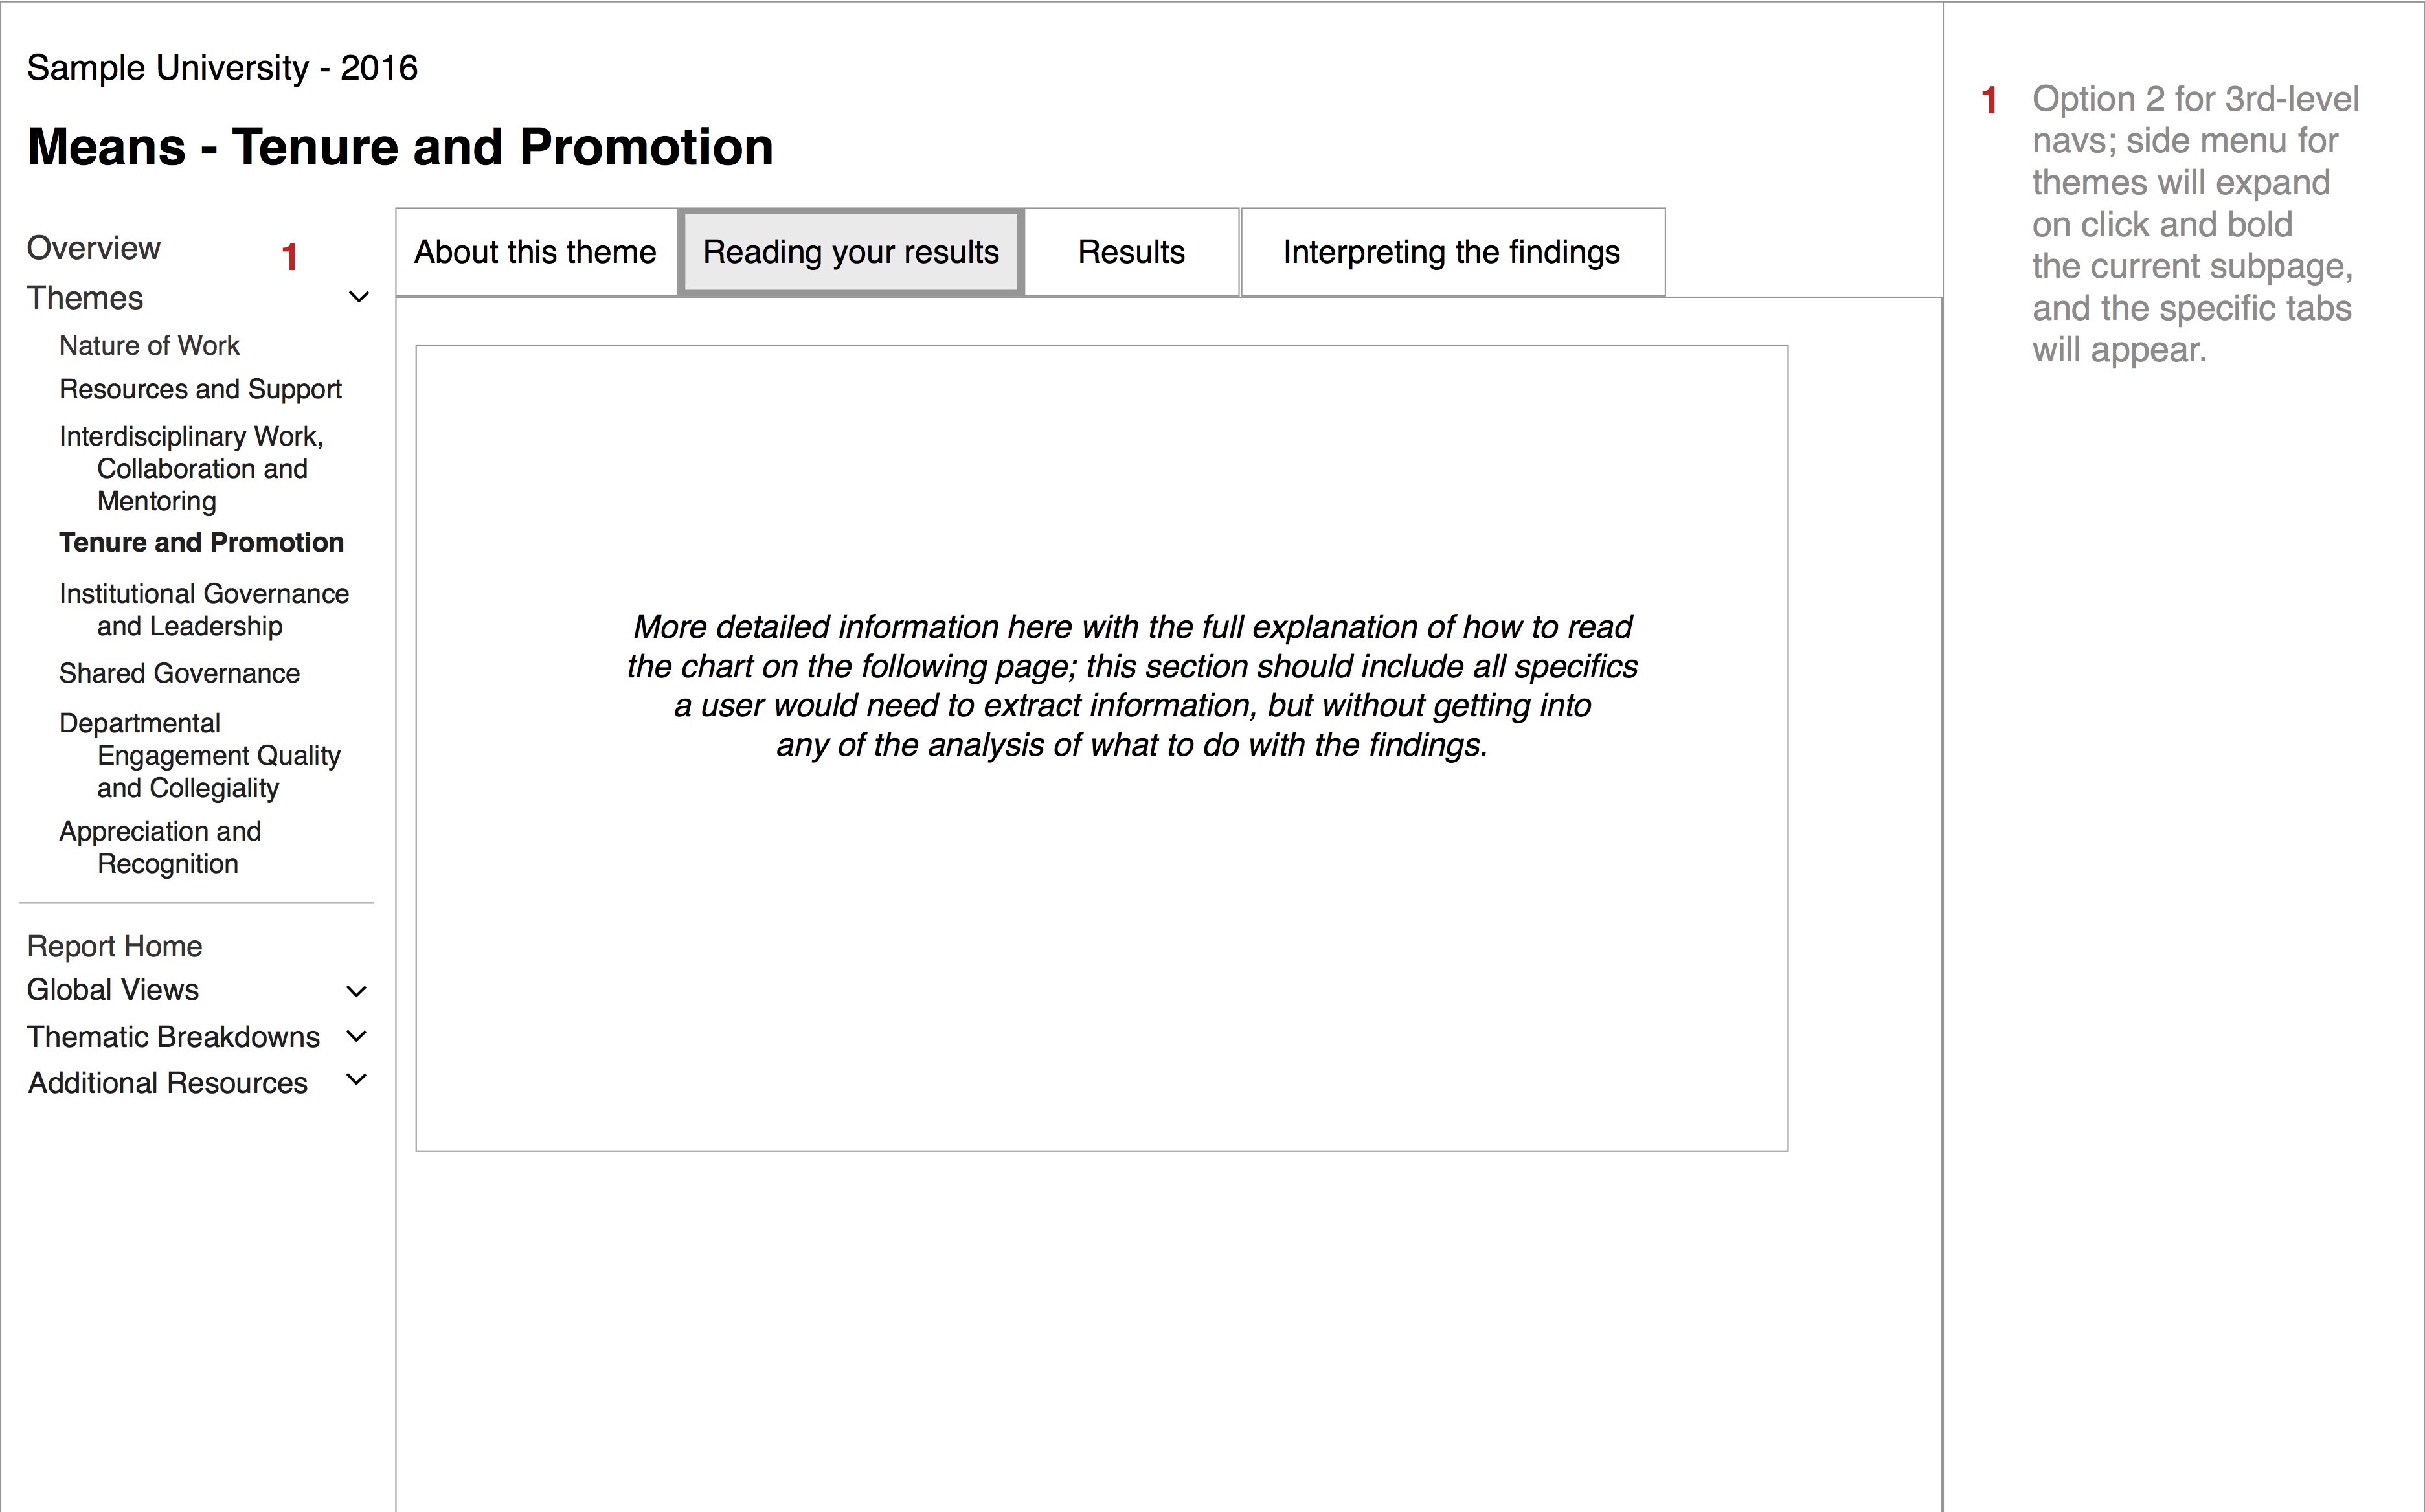 Sample University - 2016
Means - Tenure and Promotion
Overview
1
Themes
Nature of Work
Resources and Support
Interdisciplinary Work,
Collaboration and
Mentoring
Tenure and Promotion
Institutional Governance
and Leadership
Shared Governance
Departmental
Engagement Quality
and Collegiality
Appreciation and
Recognition
Report Home
Global Views
Thematic Breakdowns
Additional Resources
About this theme
Reading your results
Results
Interpreting the findings
More detailed information here with the full explanation of how to read
the chart on the following page; this section should include all specifics
a user would need to extract information, but without getting into
any of the analysis of what to do with the findings.
1
Option 2 for 3rd-level
navs; side menu for
themes will expand
on click and bold
the current subpage,
and the specific tabs
will appear.